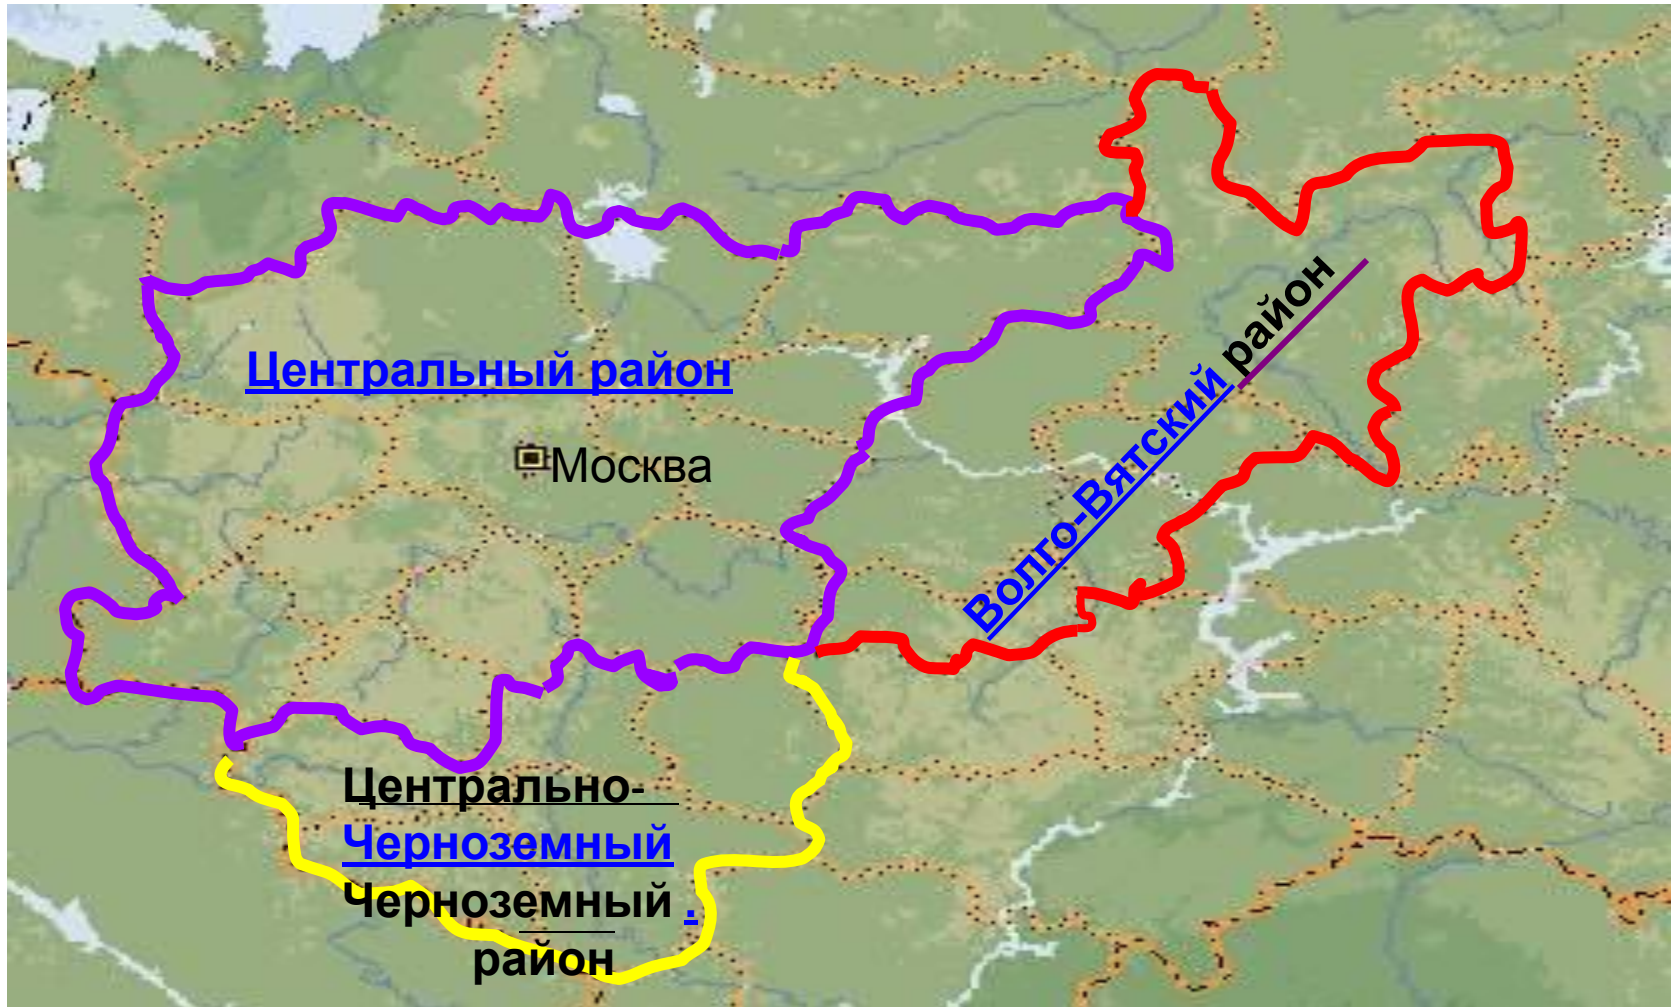 Центральный район
Москва
Волго-Вятский район
Центрально-
Черноземный
Черноземный .
район